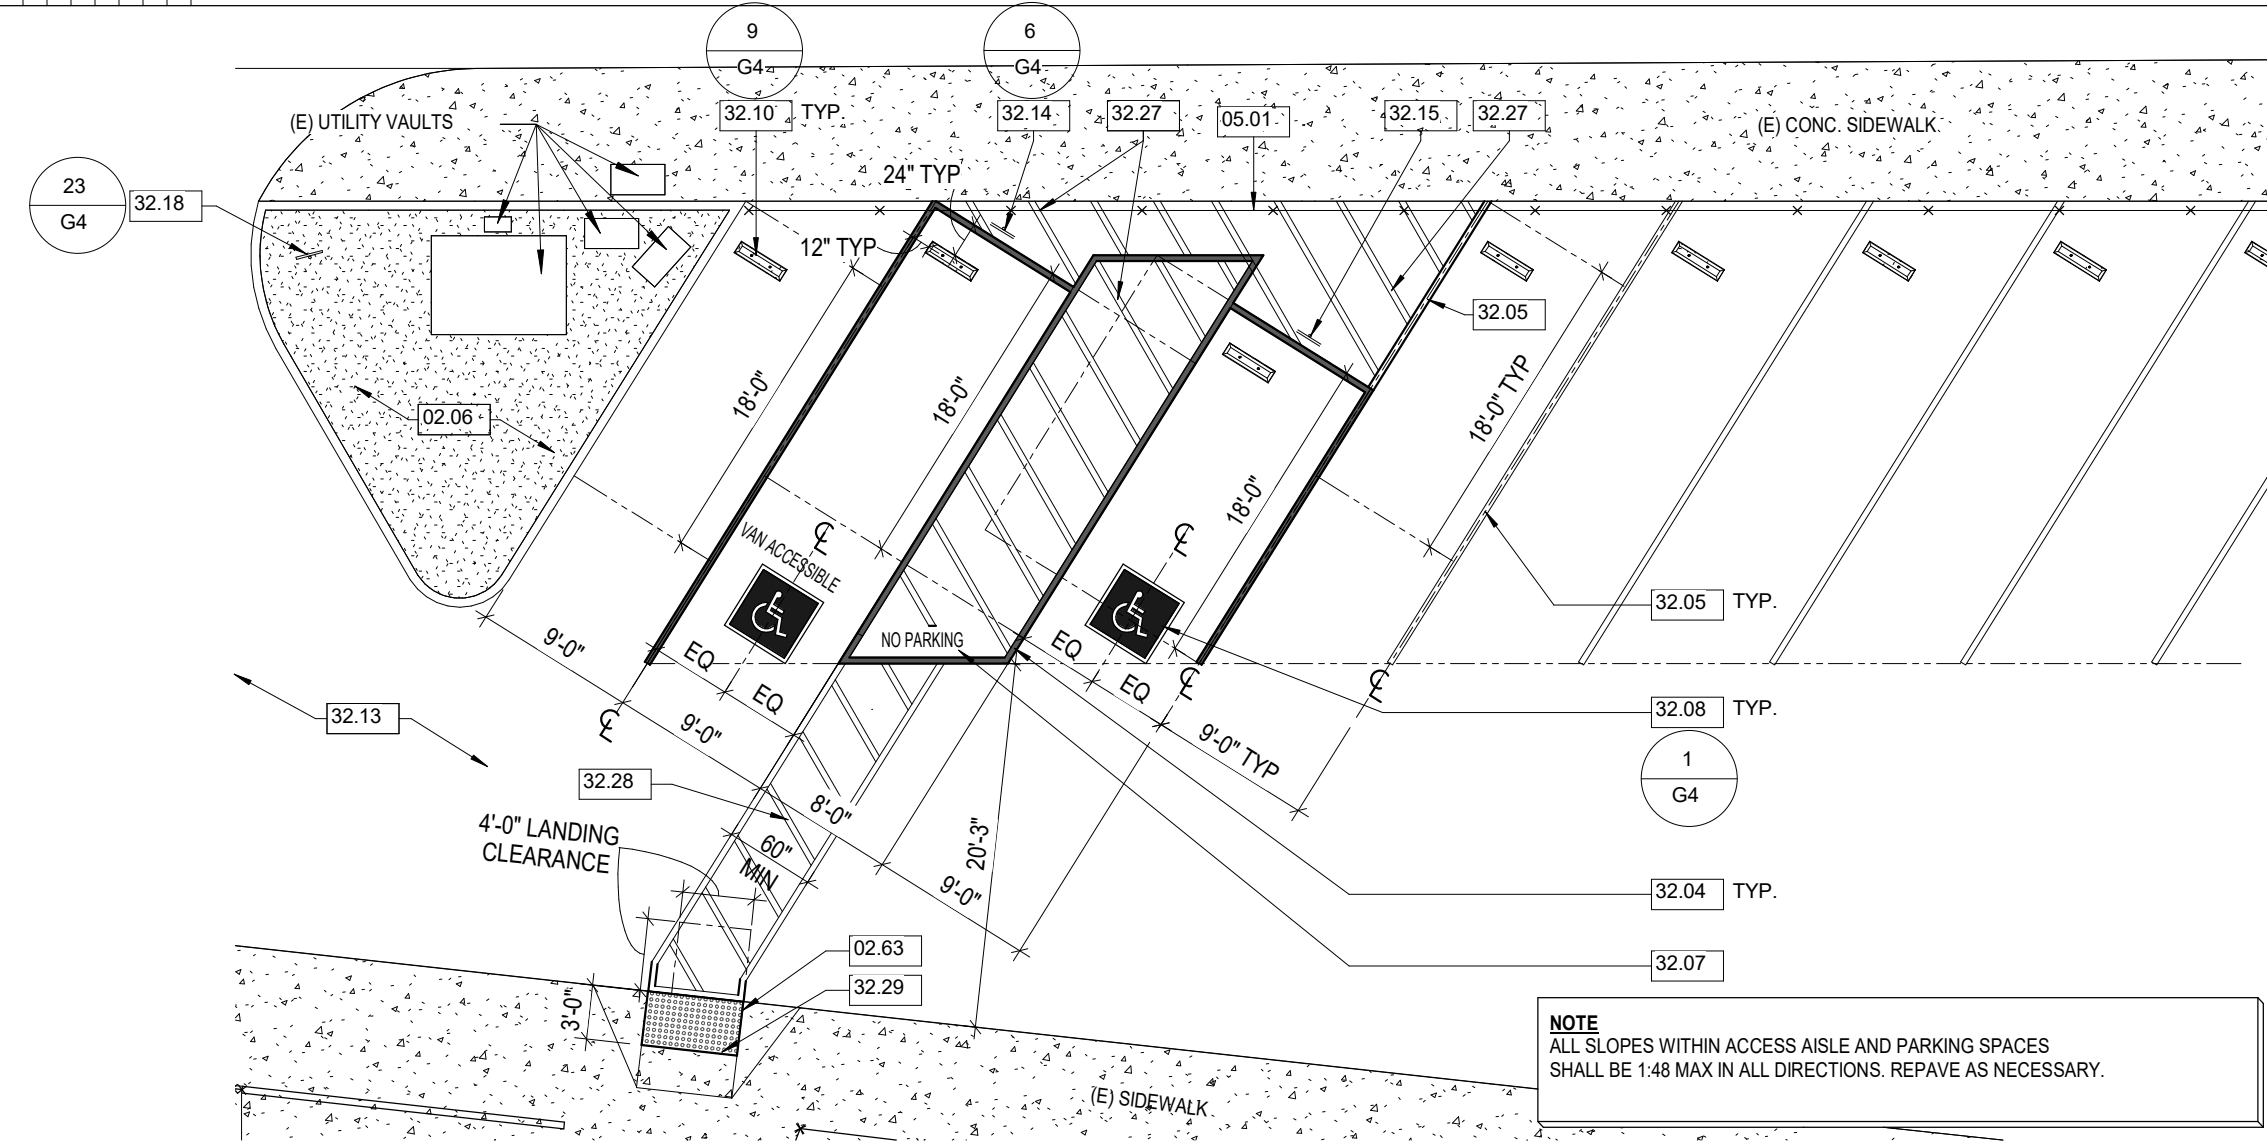 9
G4
6
G4
32.10 TYP.
32.14
32.27
05.01
32.15
32.27
(E) UTILITY VAULTS
(E) CONC. SIDEWALK
23
G4
32.18
24" TYP
12" TYP
32.05
18'-0"
18'-0"
18'-0" TYP
02.06
18'-0"
℄
℄
VAN ACCESSIBLE
32.05 TYP.
NO PARKING
9'-0"
EQ
EQ
EQ
EQ
℄
℄
℄
32.13
32.08 TYP.
9'-0"
9'-0" TYP
1
G4
32.28
8'-0"
4'-0" LANDING
CLEARANCE
60"
MIN
20'-3"
9'-0"
32.04 TYP.
02.63
32.07
32.29
3'-0"
NOTE
ALL SLOPES WITHIN ACCESS AISLE AND PARKING SPACES
SHALL BE 1:48 MAX IN ALL DIRECTIONS. REPAVE AS NECESSARY.
(E) SIDEWALK